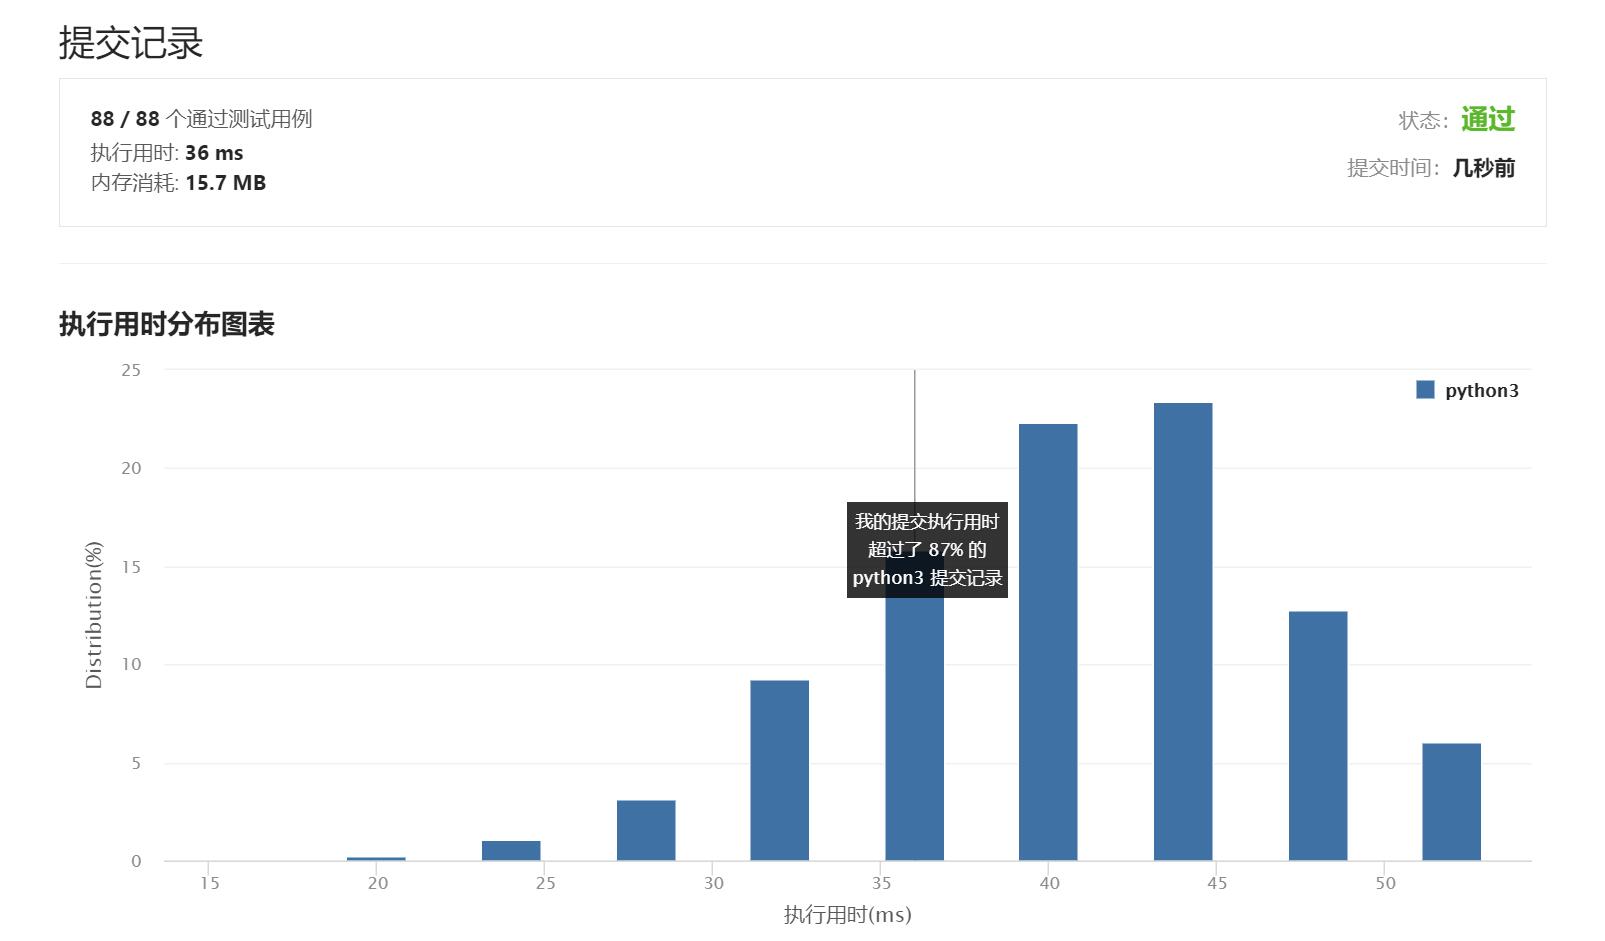 提交记录
88 / 88 个通过测试用例
状态：通过
执行用时: 36 ms
提交时间：几秒前
内存消耗: 15.7 MB
执行用时分布图表
25
python3
20
我的提交执行用时
超过了 87% 的
python3 提交记录
15
Distribution(%)
10
5
0
15 20 25 30 35 40 45 50
执行用时(ms)